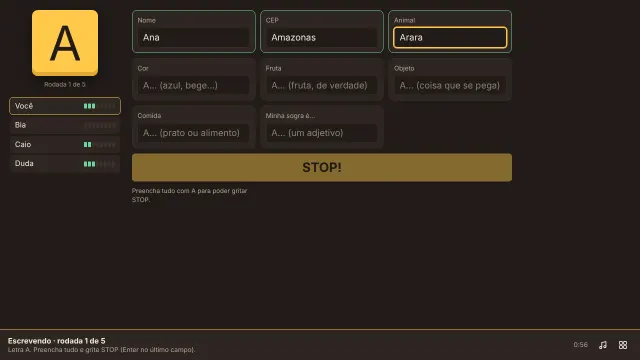 A
Rodada 1 de 5
Você
Bia
Caio
Duda
Nome
Ana
CEP
Amazonas
Animal
Arara
Cor
A... (azul, bege...)
Fruta
A... (fruta, de verdade)
Objeto
A... (coisa que se pega)
Comida
A... (prato ou alimento)
Minha sogra é...
A... (um adjetivo)
STOP!
Preencha tudo com A para poder gritar
STOP.
Escrevendo · rodada 1 de 5
Letra A. Preencha tudo e grita STOP (Enter no último campo).
0:56